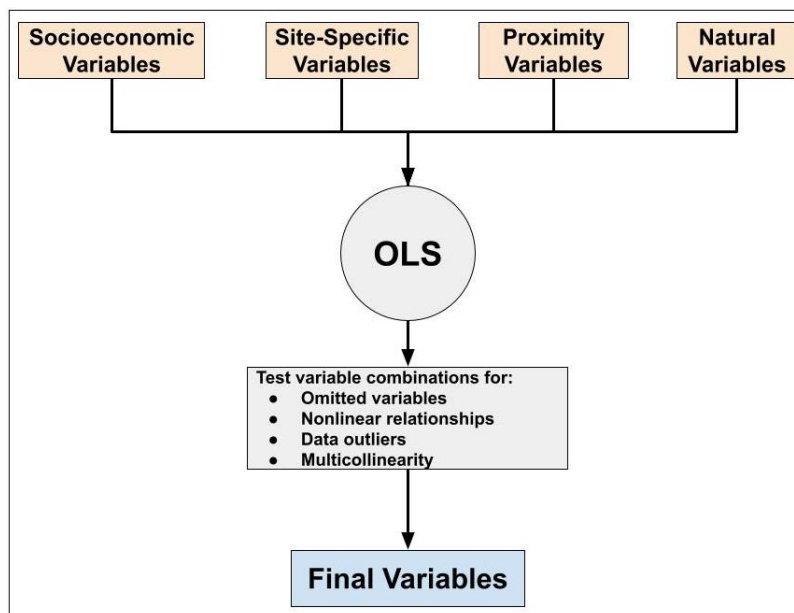 Socioeconomic
Variables
Site-Specific
Variables
Proximity
Variables
Natural
Variables
OLS
Test variable combinations for:
● Omitted variables
● Nonlinear relationships
● Data outliers
● Multicollinearity
Final Variables